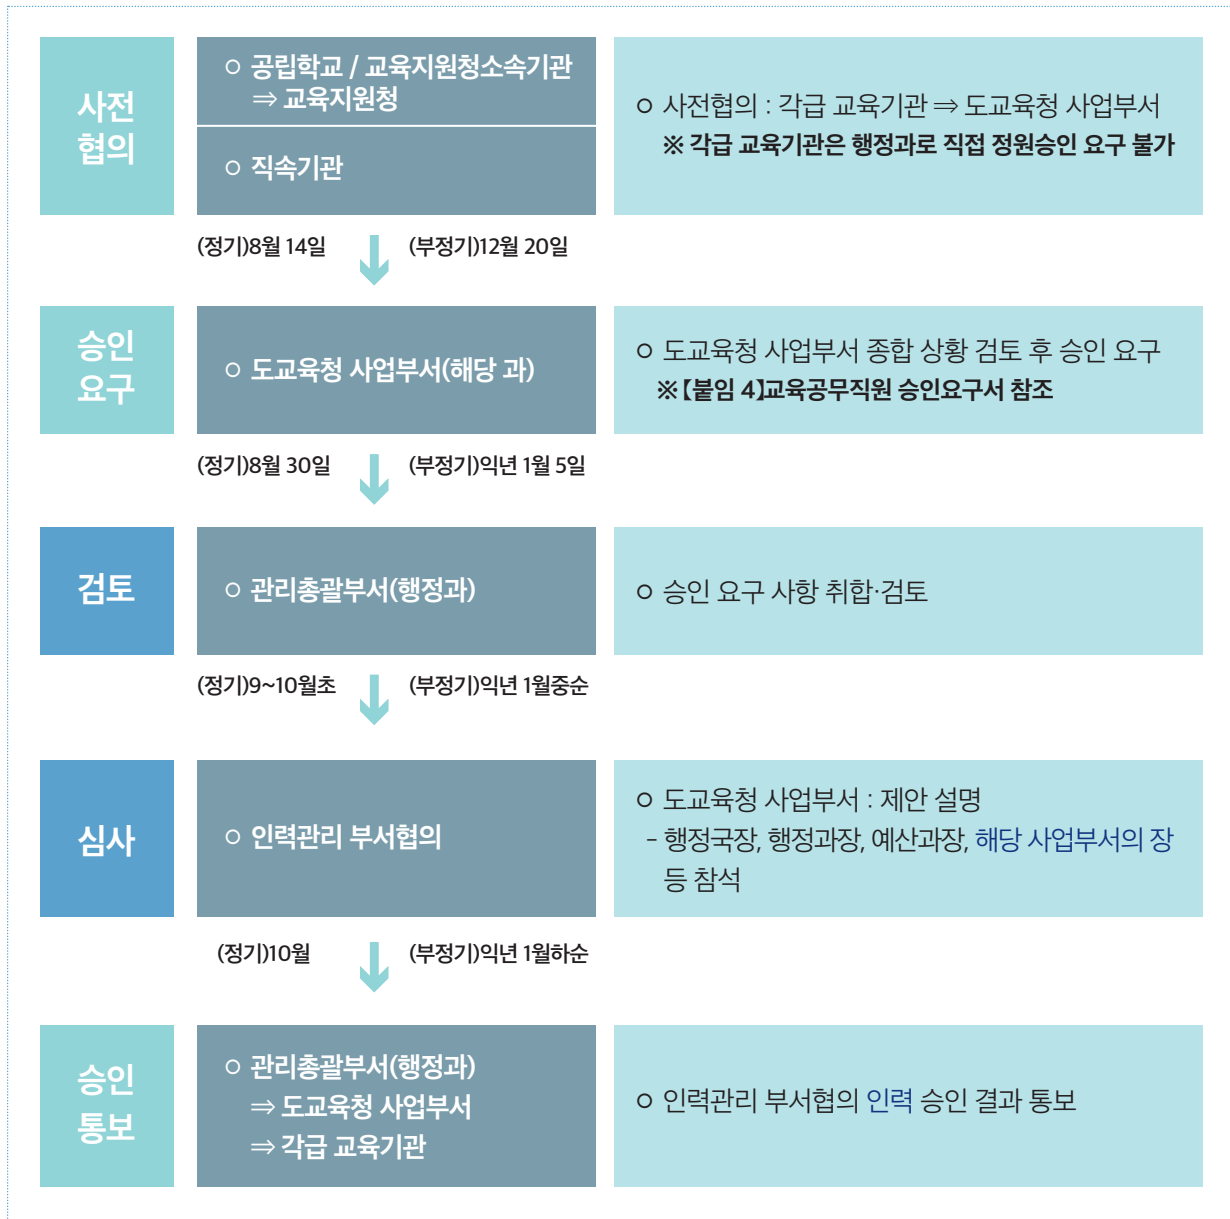 사전
협의
○ 공립학교 / 교육지원청소속기관
⇒ 교육지원청
○ 직속기관
○ 사전협의 : 각급 교육기관 ⇒ 도교육청 사업부서
※ 각급 교육기관은 행정과로 직접 정원승인 요구 불가
(정기)8월 14일 (부정기)12월 20일
승인
요구
○ 도교육청 사업부서(해당 과)
○ 도교육청 사업부서 종합 상황 검토 후 승인 요구
※【붙임 4】교육공무직원 승인요구서 참조
(정기)8월 30일 (부정기)익년 1월 5일
검토
○ 관리총괄부서(행정과)
○ 승인 요구 사항 취합·검토
(정기)9~10월초 (부정기)익년 1월중순
심사
○ 인력관리 부서협의
○ 도교육청 사업부서 : 제안 설명
- 행정국장, 행정과장, 예산과장, 해당 사업부서의 장
등 참석
(정기)10월 (부정기)익년 1월하순
승인
통보
○ 관리총괄부서(행정과)
⇒ 도교육청 사업부서
⇒ 각급 교육기관
○ 인력관리 부서협의 인력 승인 결과 통보